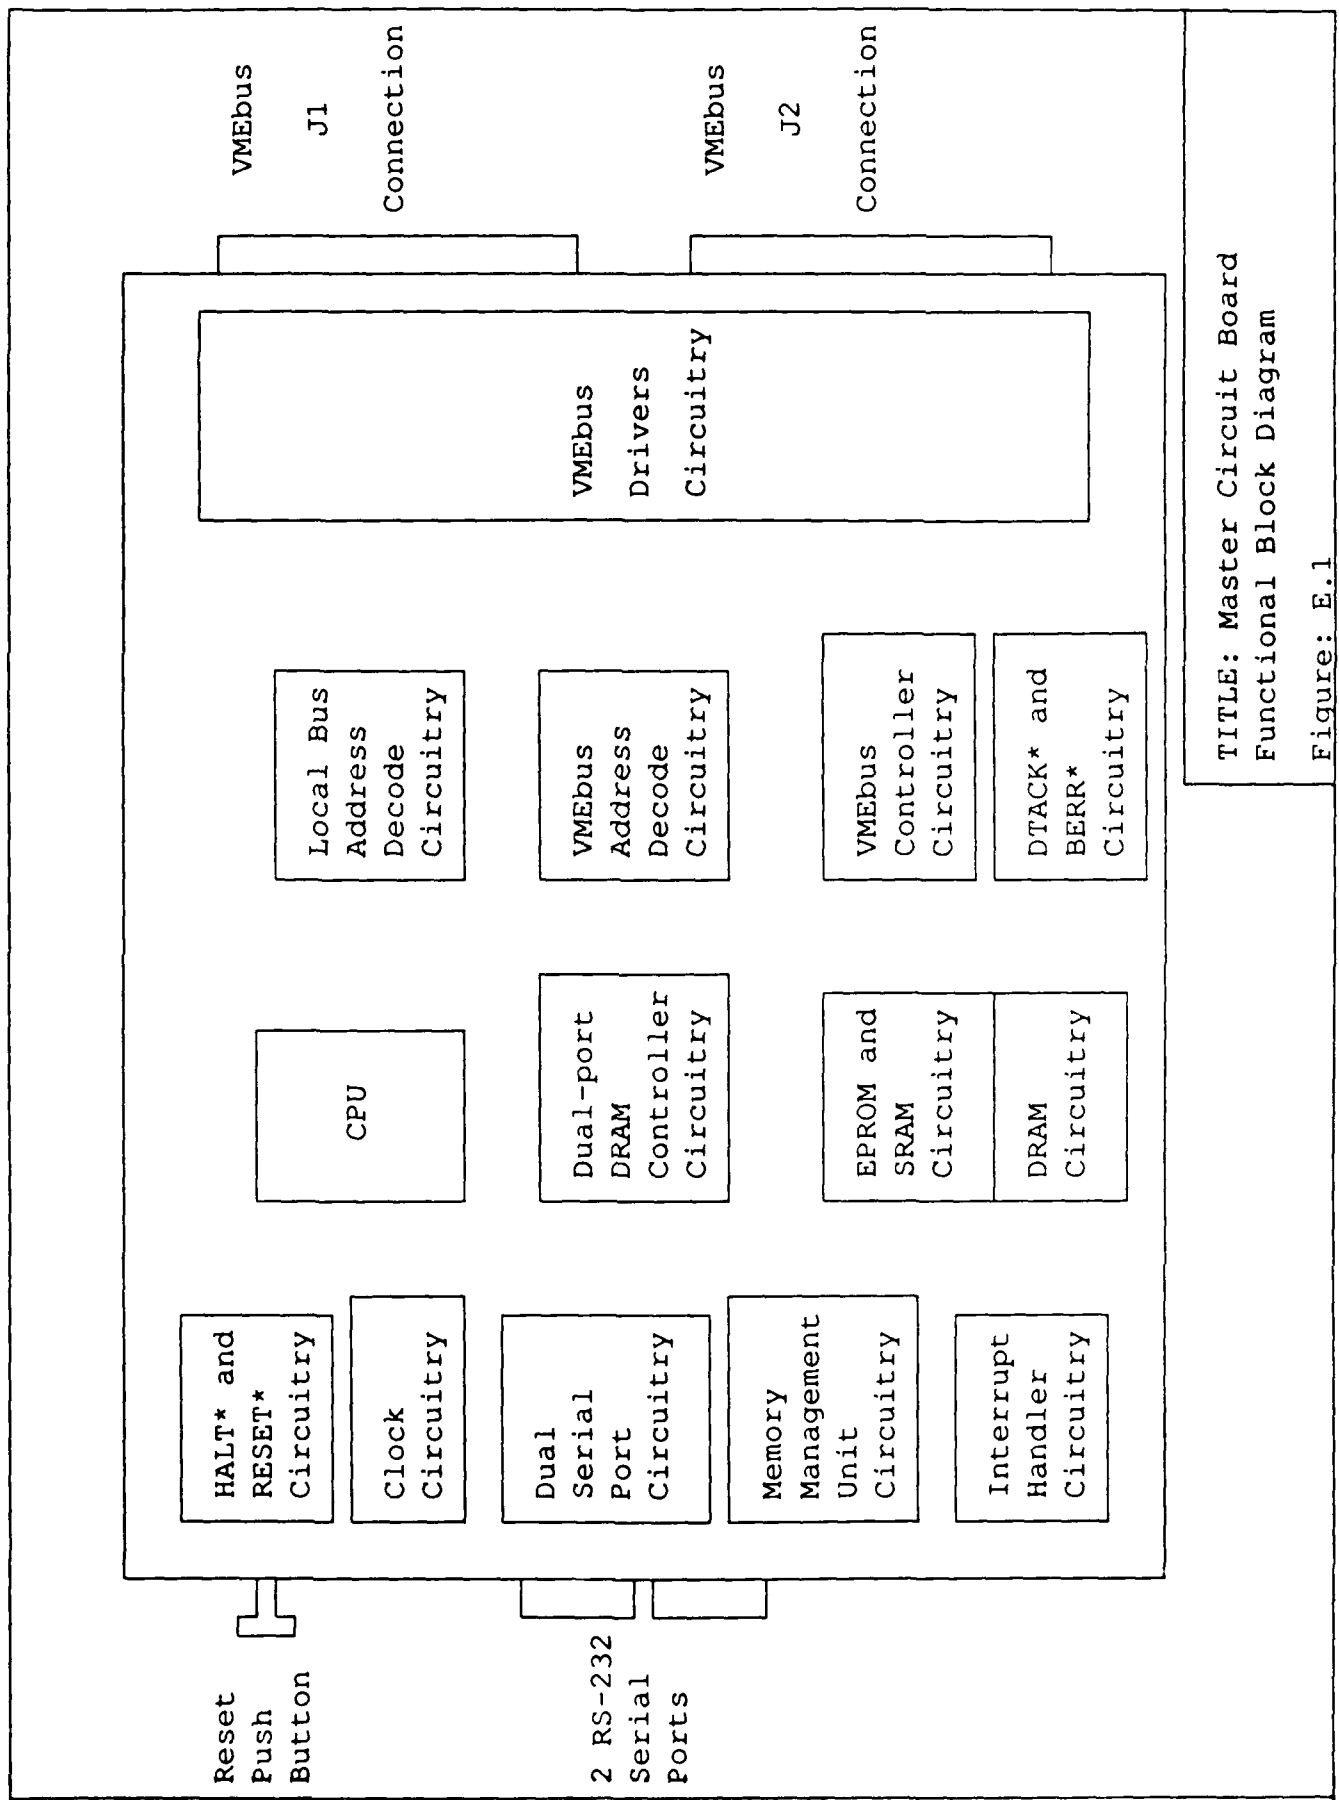 Reset
Push
Button
2 RS-232
Serial
Ports
HALT* and
RESET*
Circuitry
Clock
Circuitry
Dual
Serial
Port
Circuitry
Memory
Management
Unit
Circuitry
Interrupt
Handler
Circuitry
CPU
Dual-port
DRAM
Controller
Circuitry
EPROM and
SRAM
Circuitry
DRAM
Circuitry
Local Bus
Address
Decode
Circuitry
VMEbus
Address
Decode
Circuitry
VMEbus
Controller
Circuitry
DTACK* and
BERR*
Circuitry
VMEbus
Drivers
Circuitry
VMEbus
J1
Connection
VMEbus
J2
Connection
TITLE: Master Circuit Board
Functional Block Diagram
Figure: E.1